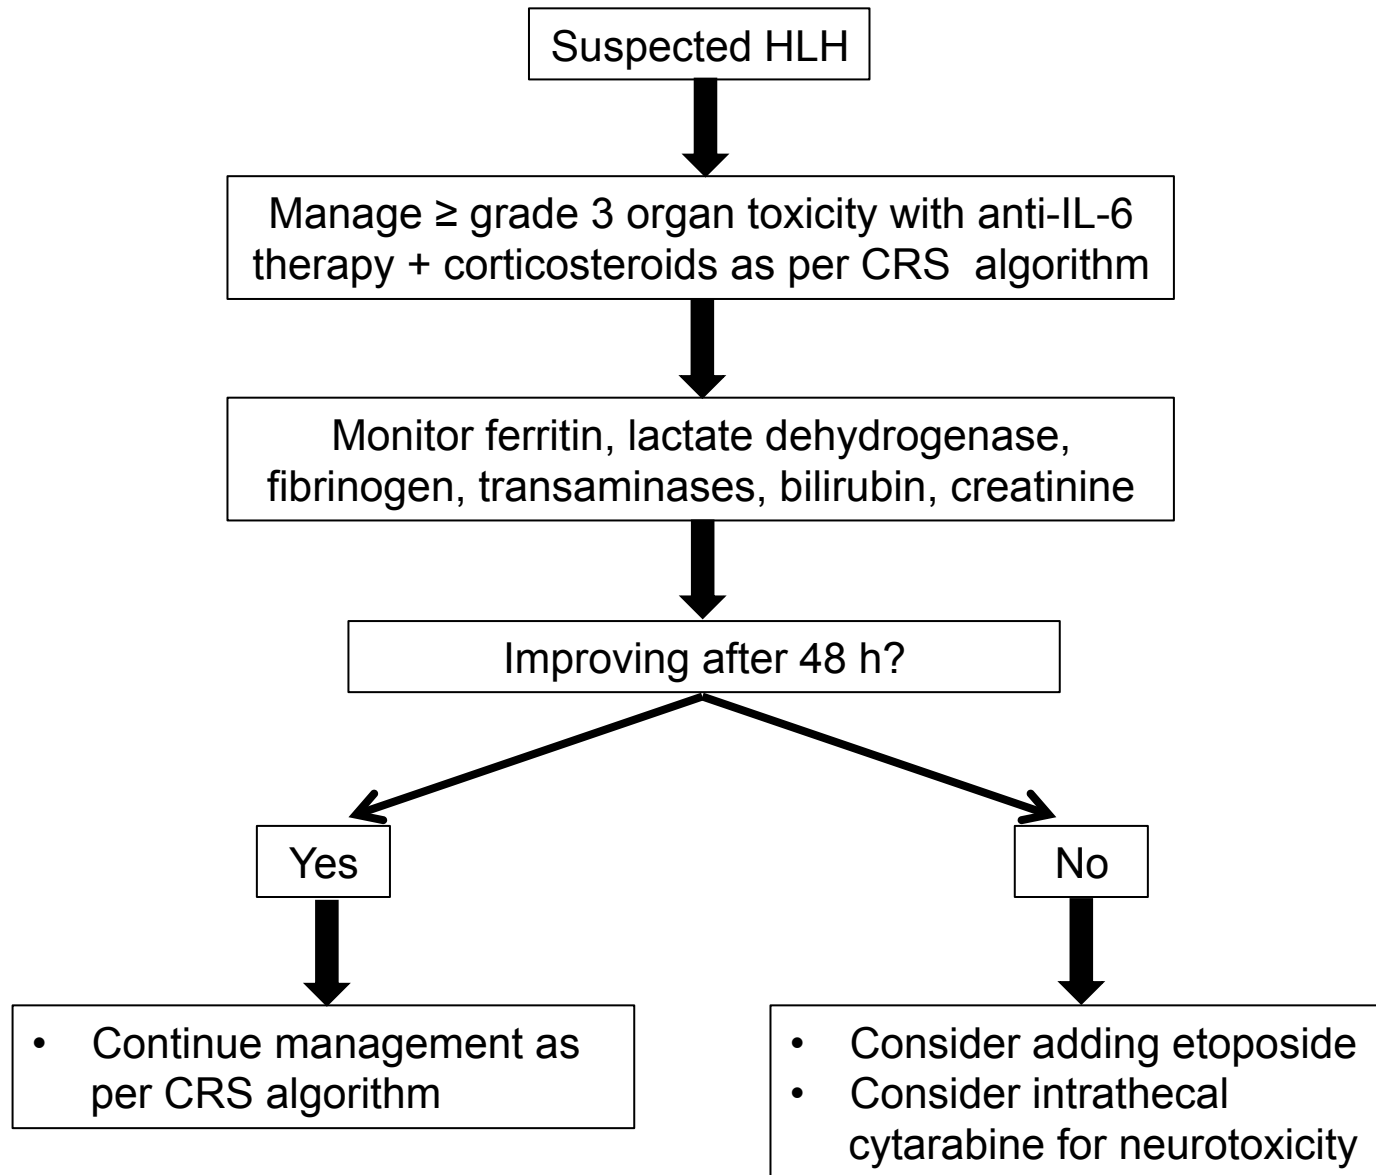 Suspected HLH
Manage ≥ grade 3 organ toxicity with anti-IL-6
therapy + corticosteroids as per CRS  algorithm
Monitor ferritin, lactate dehydrogenase,
fibrinogen, transaminases, bilirubin, creatinine
Improving after 48 h?
Yes
No
• Continue management as
per CRS algorithm
• Consider adding etoposide
• Consider intrathecal
cytarabine for neurotoxicity